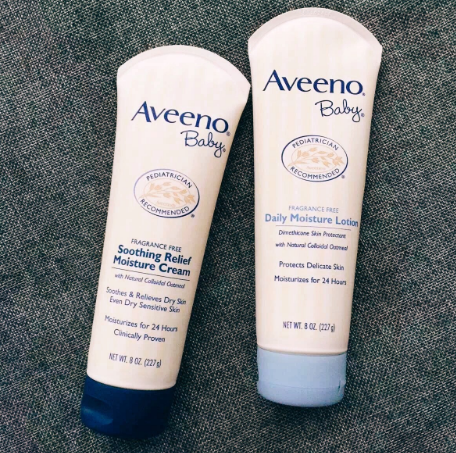 Aveeno®
Baby®
PEDIATRICIAN
RECOMMENDED®
FRAGRANCE FREE
Soothing Relief
Moisture Cream
with Natural Colloidal Oatmeal
Soothes & Relieves Dry Skin
Even Dry Sensitive Skin
Moisturizes for 24 Hours
Clinically Proven
NET WT. 8 OZ. (227g)
Aveeno®
Baby®
PEDIATRICIAN
RECOMMENDED®
FRAGRANCE FREE
Daily Moisture Lotion
Dimethicone Skin Protectant
with Natural Colloidal Oatmeal
Protects Delicate Skin
Moisturizes for 24 Hours
NET WT. 8 OZ. (227g)